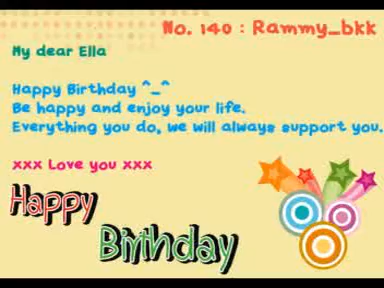 No. 140 : Rammy_bkk
My dear Ella
Happy Birthday ^_^
Be happy and enjoy your life.
Everything you do, we will always support you.
xxx Love you xxx
Happy
Birthday